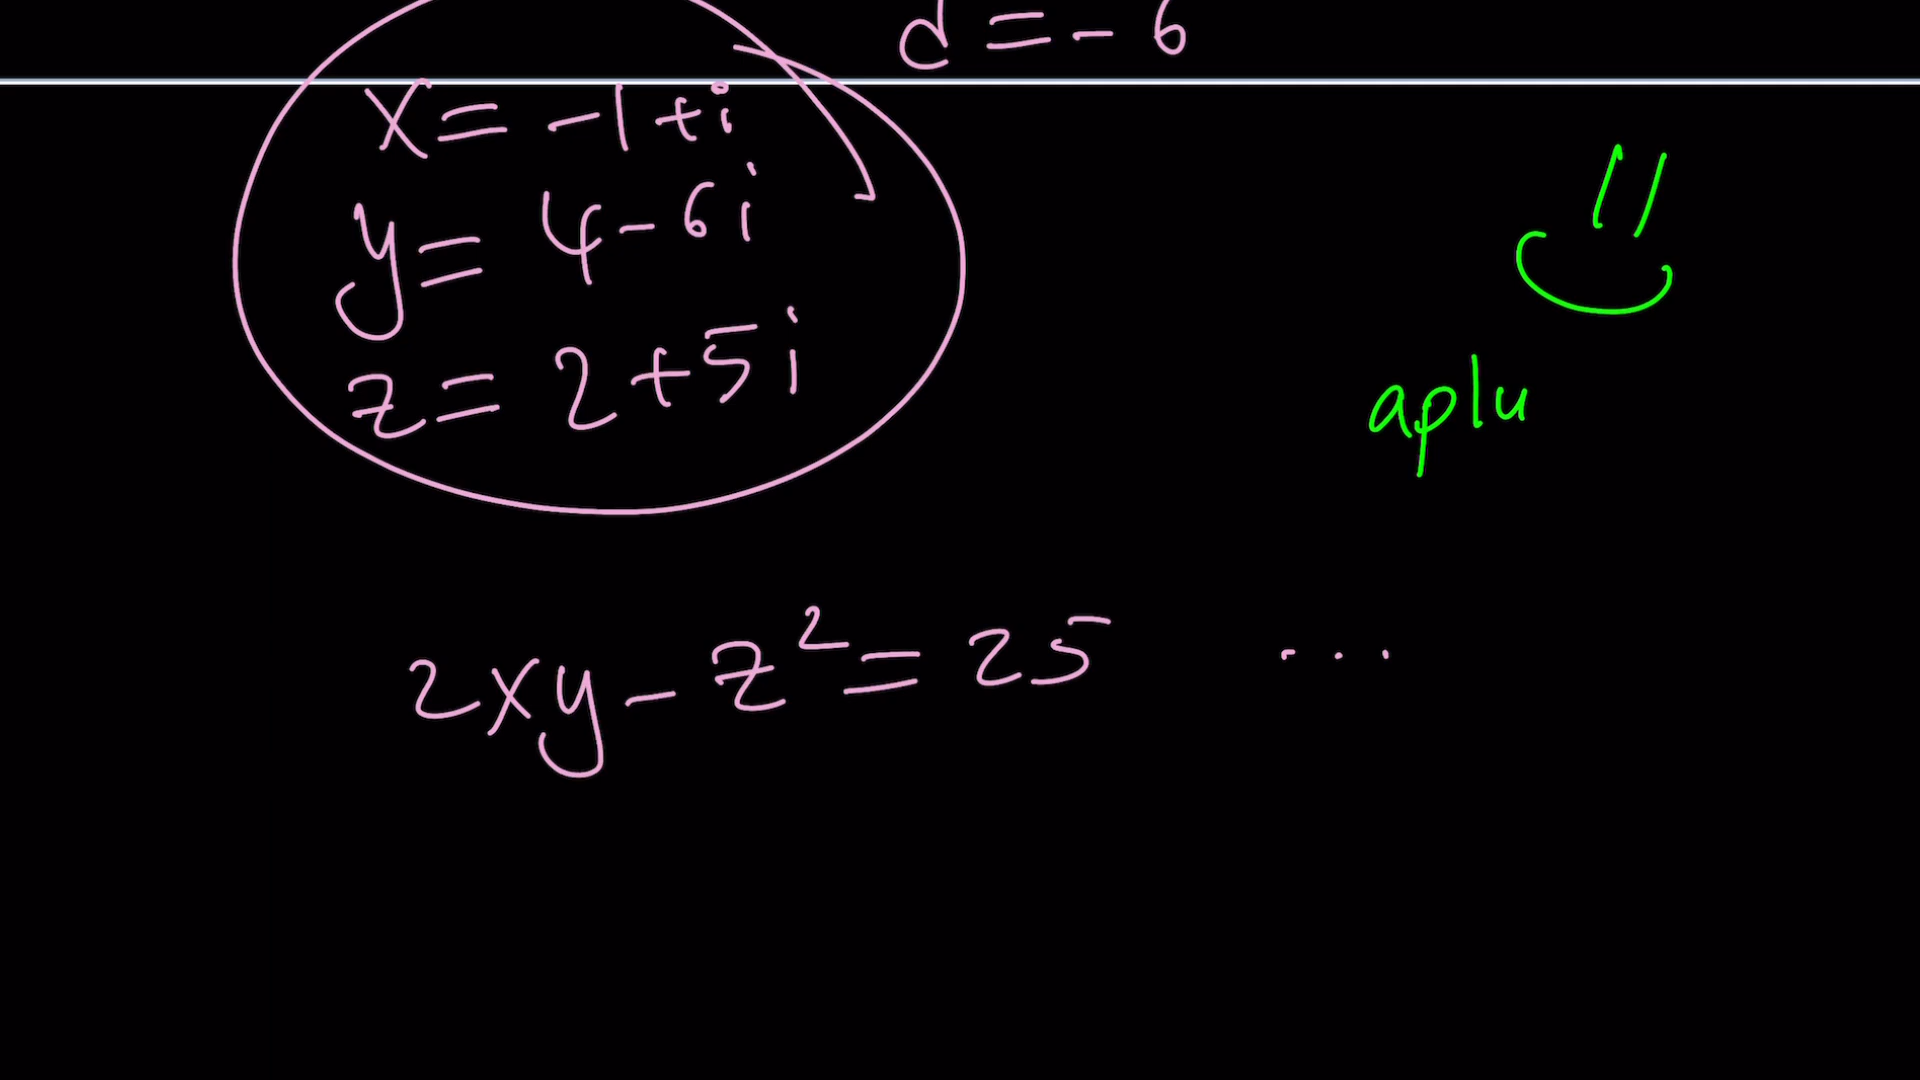 d = - 6
x = -1 + i
y = 4 - 6i
z = 2 + 5i
aplu
2xy - z² = 25 ...